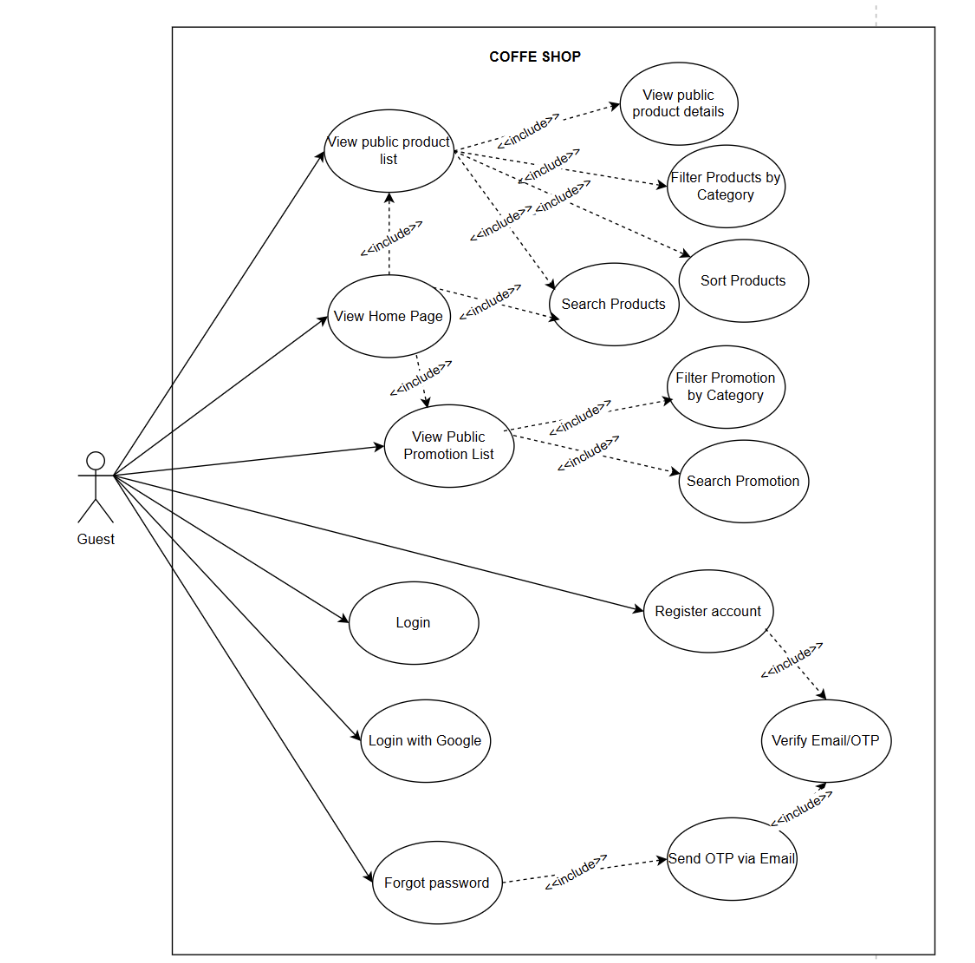 COFFE SHOP
View public
product details
<<include>>
View public product
list
<<include>>
Filter Products by
Category
<<include>>
<<include>>
<<include>>
Sort Products
Search Products
<<include>>
View Home Page
<<include>>
Filter Promotion
by Category
<<include>>
View Public
Promotion List
<<include>>
Search Promotion
Guest
Register account
Login
<<include>>
Login with Google
Verify Email/OTP
<<include>>
Send OTP via Email
<<include>>
Forgot password